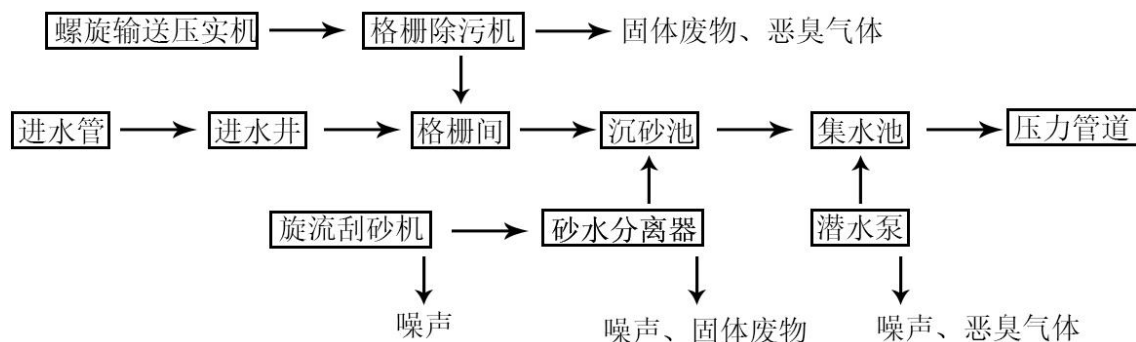 螺旋输送压实机 格栅除污机 固体废物、恶臭气体
进水管 进水井 格栅间 沉砂池 集水池 压力管道
旋流刮砂机 砂水分离器 潜水泵
噪声 噪声、固体废物 噪声、恶臭气体